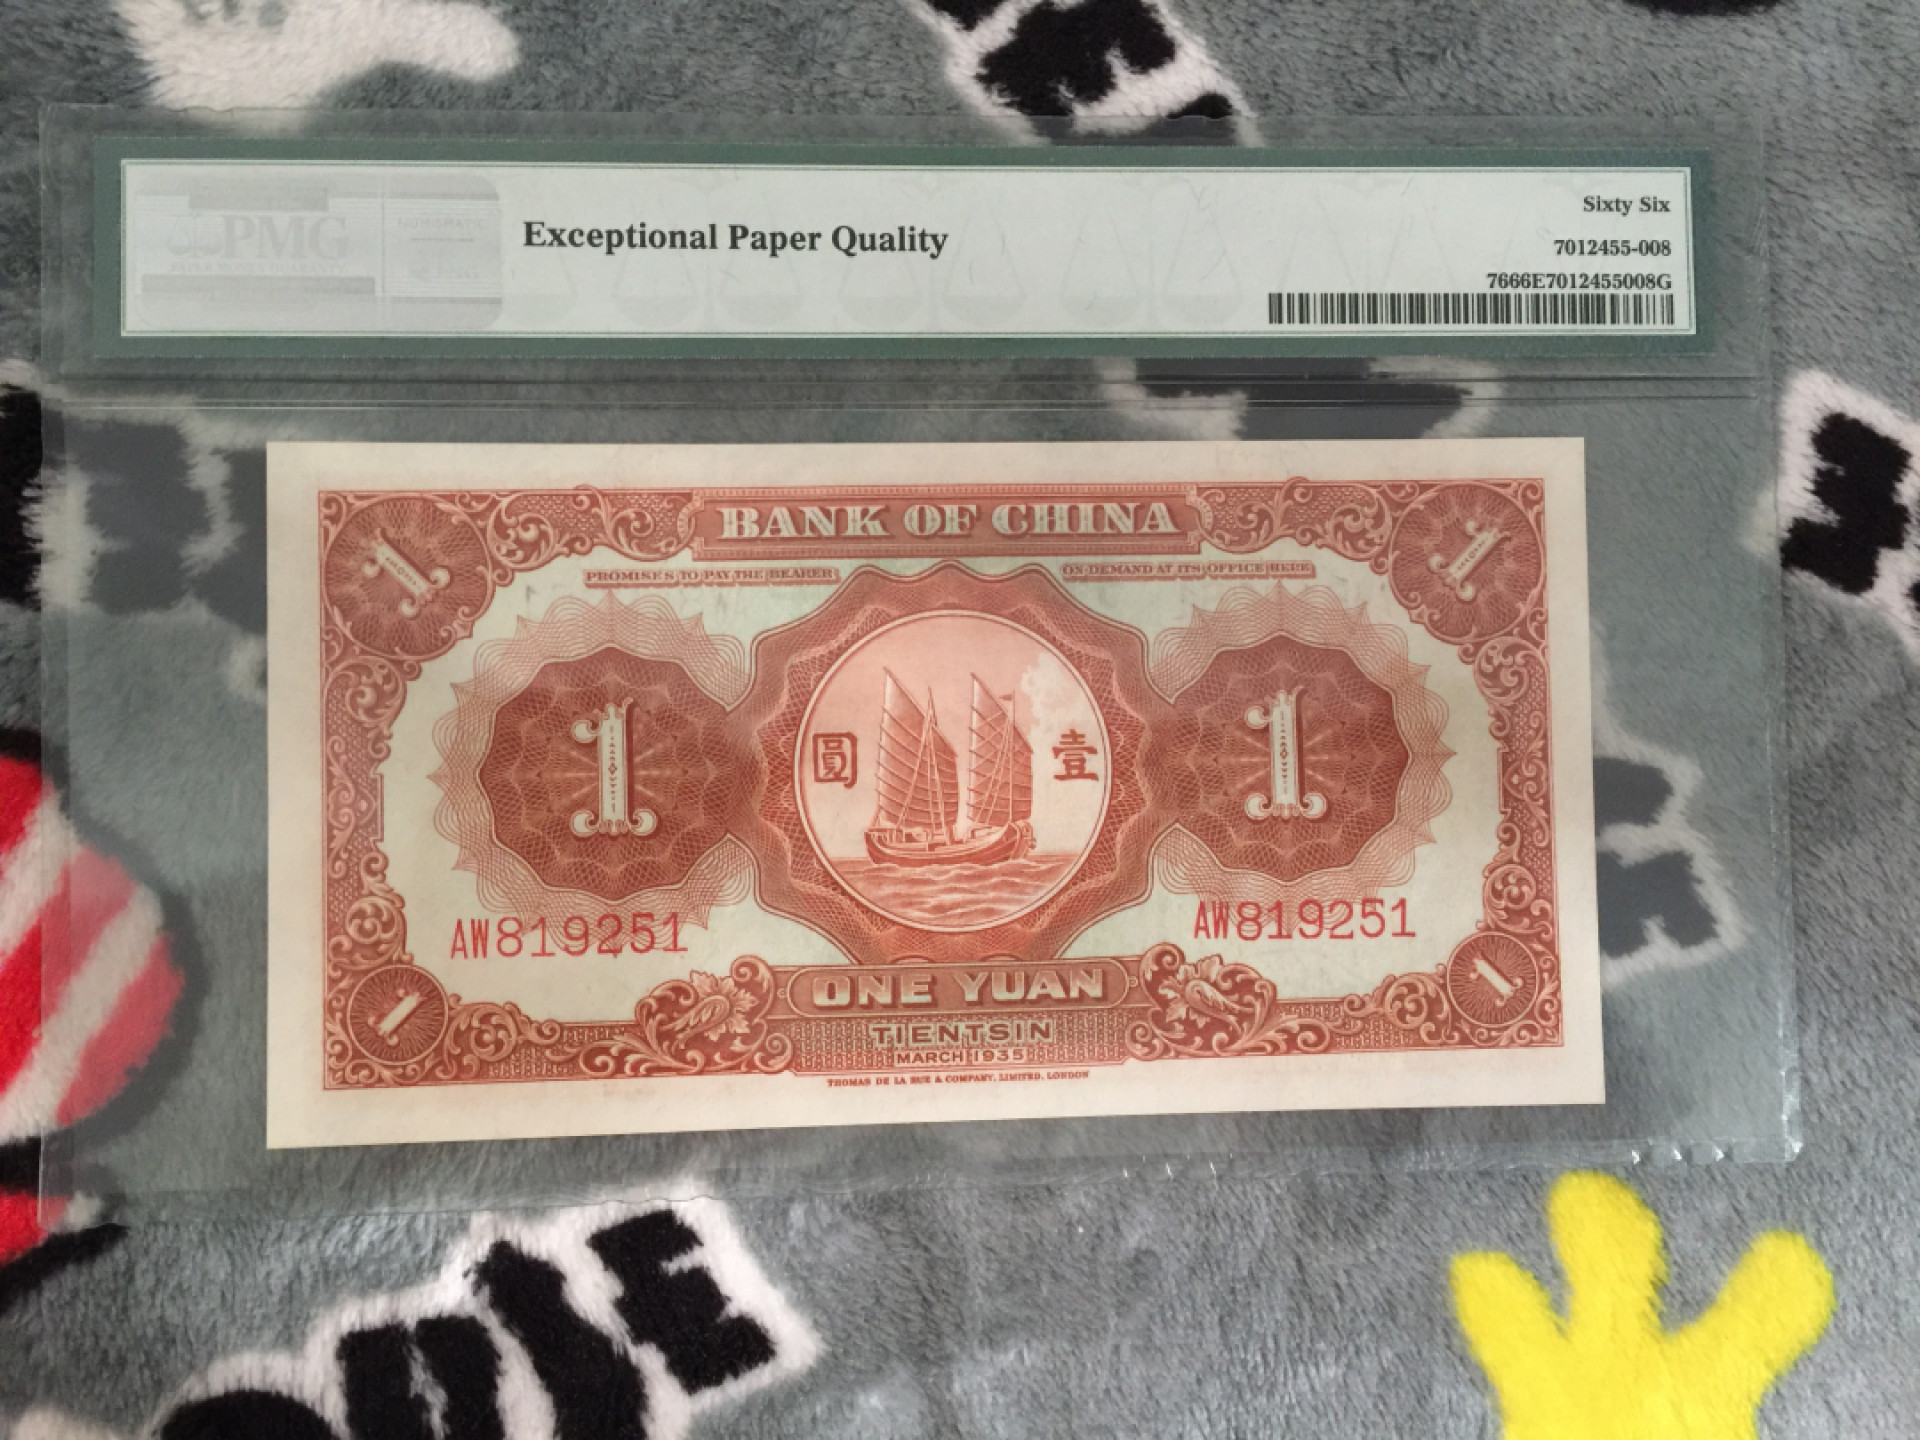 PMG
Exceptional Paper Quality
Sixty Six
7012455-008
7666E7012455008G
BANK OF CHINA
PROMISES TO PAY THE BEARER ON DEMAND AT ITS OFFICE HERE
1 1
1 1
圓 壹
AW819251 AW819251
1 1
ONE YUAN
TIENTSIN
MARCH 1935
THOMAS DE LA RUE & COMPANY, LIMITED, LONDON